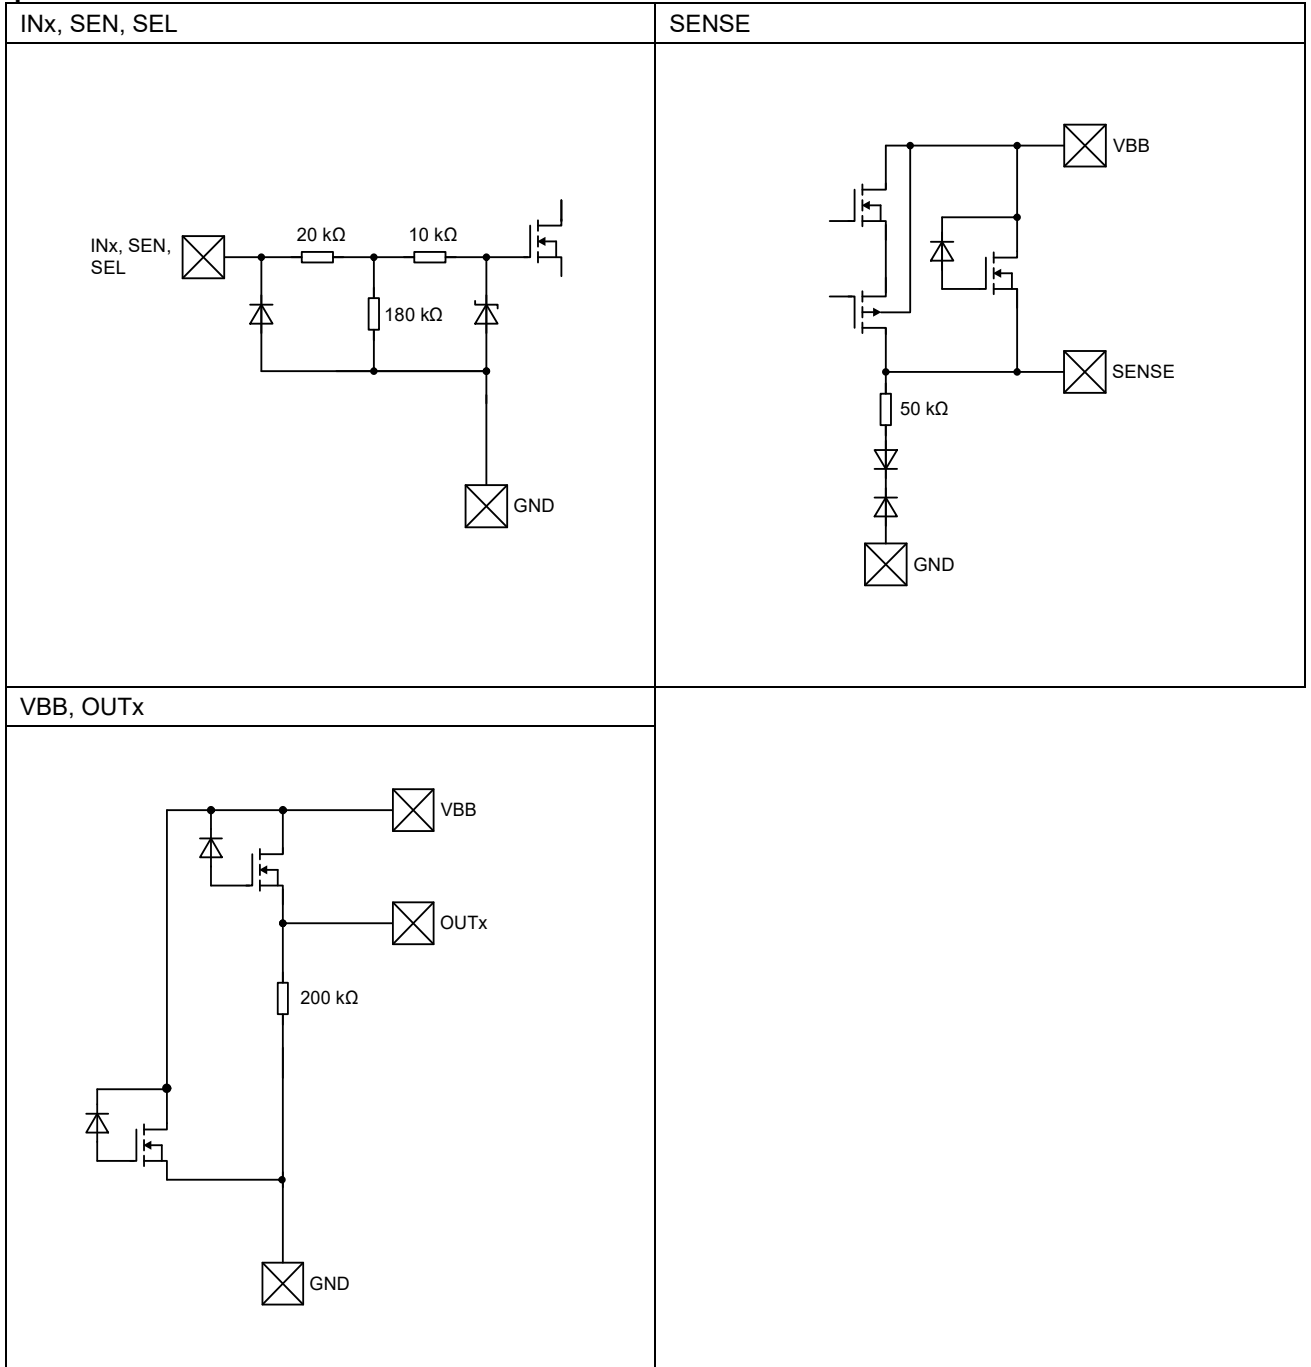 INx, SEN, SEL
SENSE
INx, SEN,
SEL
20 kΩ
10 kΩ
180 kΩ
GND
VBB
SENSE
50 kΩ
GND
VBB, OUTx
VBB
OUTx
200 kΩ
GND